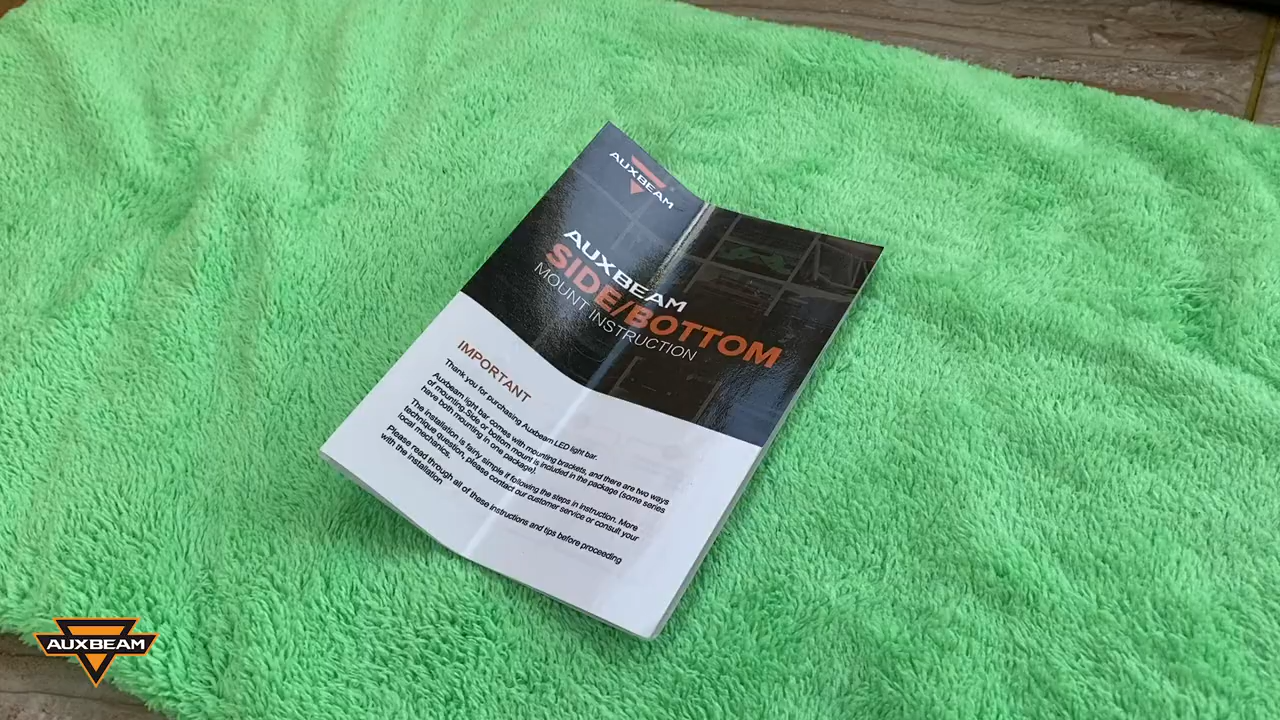 AUXBEAM
AUXBEAM
SIDE/BOTTOM
MOUNT INSTRUCTION
IMPORTANT
Thank you for purchasing Auxbeam LED light bar.
Auxbeam light bar comes with mounting brackets, and there are two ways
of mounting.Side or bottom mount is included in the package (some series
have both mounting in one package).
The installation is fairly simple if following the steps in instruction. More
technique question, please contact our customer service or consult your
local mechanics.
Please read through all of these instructions and tips before proceeding
with the installation
AUXBEAM